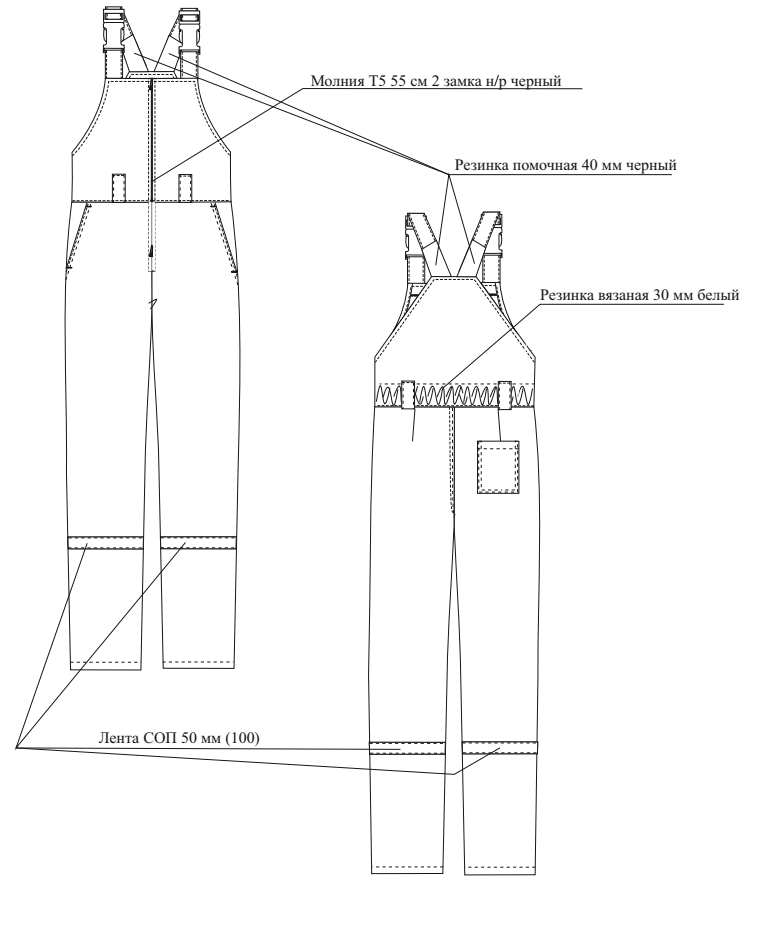 Молния Т5 55 см 2 замка н/р черный
Резинка помочная 40 мм черный
Резинка вязаная 30 мм белый
Лента СОП 50 мм (100)